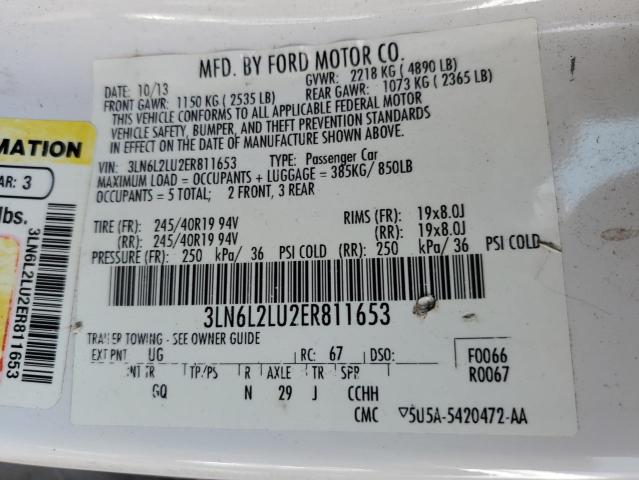 MFD. BY FORD MOTOR CO.
DATE: 10/13
GVWR: 2218 KG ( 4890 LB)
FRONT GAWR: 1150 KG ( 2535 LB)
REAR GAWR: 1073 KG ( 2365 LB)
THIS VEHICLE CONFORMS TO ALL APPLICABLE FEDERAL MOTOR
VEHICLE SAFETY, BUMPER, AND THEFT PREVENTION STANDARDS
IN EFFECT ON THE DATE OF MANUFACTURE SHOWN ABOVE.
VIN: 3LN6L2LU2ER811653 TYPE: Passenger Car
MAXIMUM LOAD = OCCUPANTS + LUGGAGE = 385KG/ 850LB
OCCUPANTS = 5 TOTAL; 2 FRONT, 3 REAR
TIRE (FR): 245/40R19 94V RIMS (FR): 19x8.0J
(RR): 245/40R19 94V (RR): 19x8.0J
PRESSURE (FR): 250 kPa/ 36 PSI COLD (RR): 250 kPa/ 36 PSI COLD
3LN6L2LU2ER811653
TRAILER TOWING - SEE OWNER GUIDE
EXT PNT UG RC: 67 DSO: F0066
INT TR TP/PS R AXLE TR SPR R0067
GQ N 29 J CCHH
CMC 5U5A-5420472-AA
MATION
AR: 3
lbs.
3LN6L2LU2ER811653